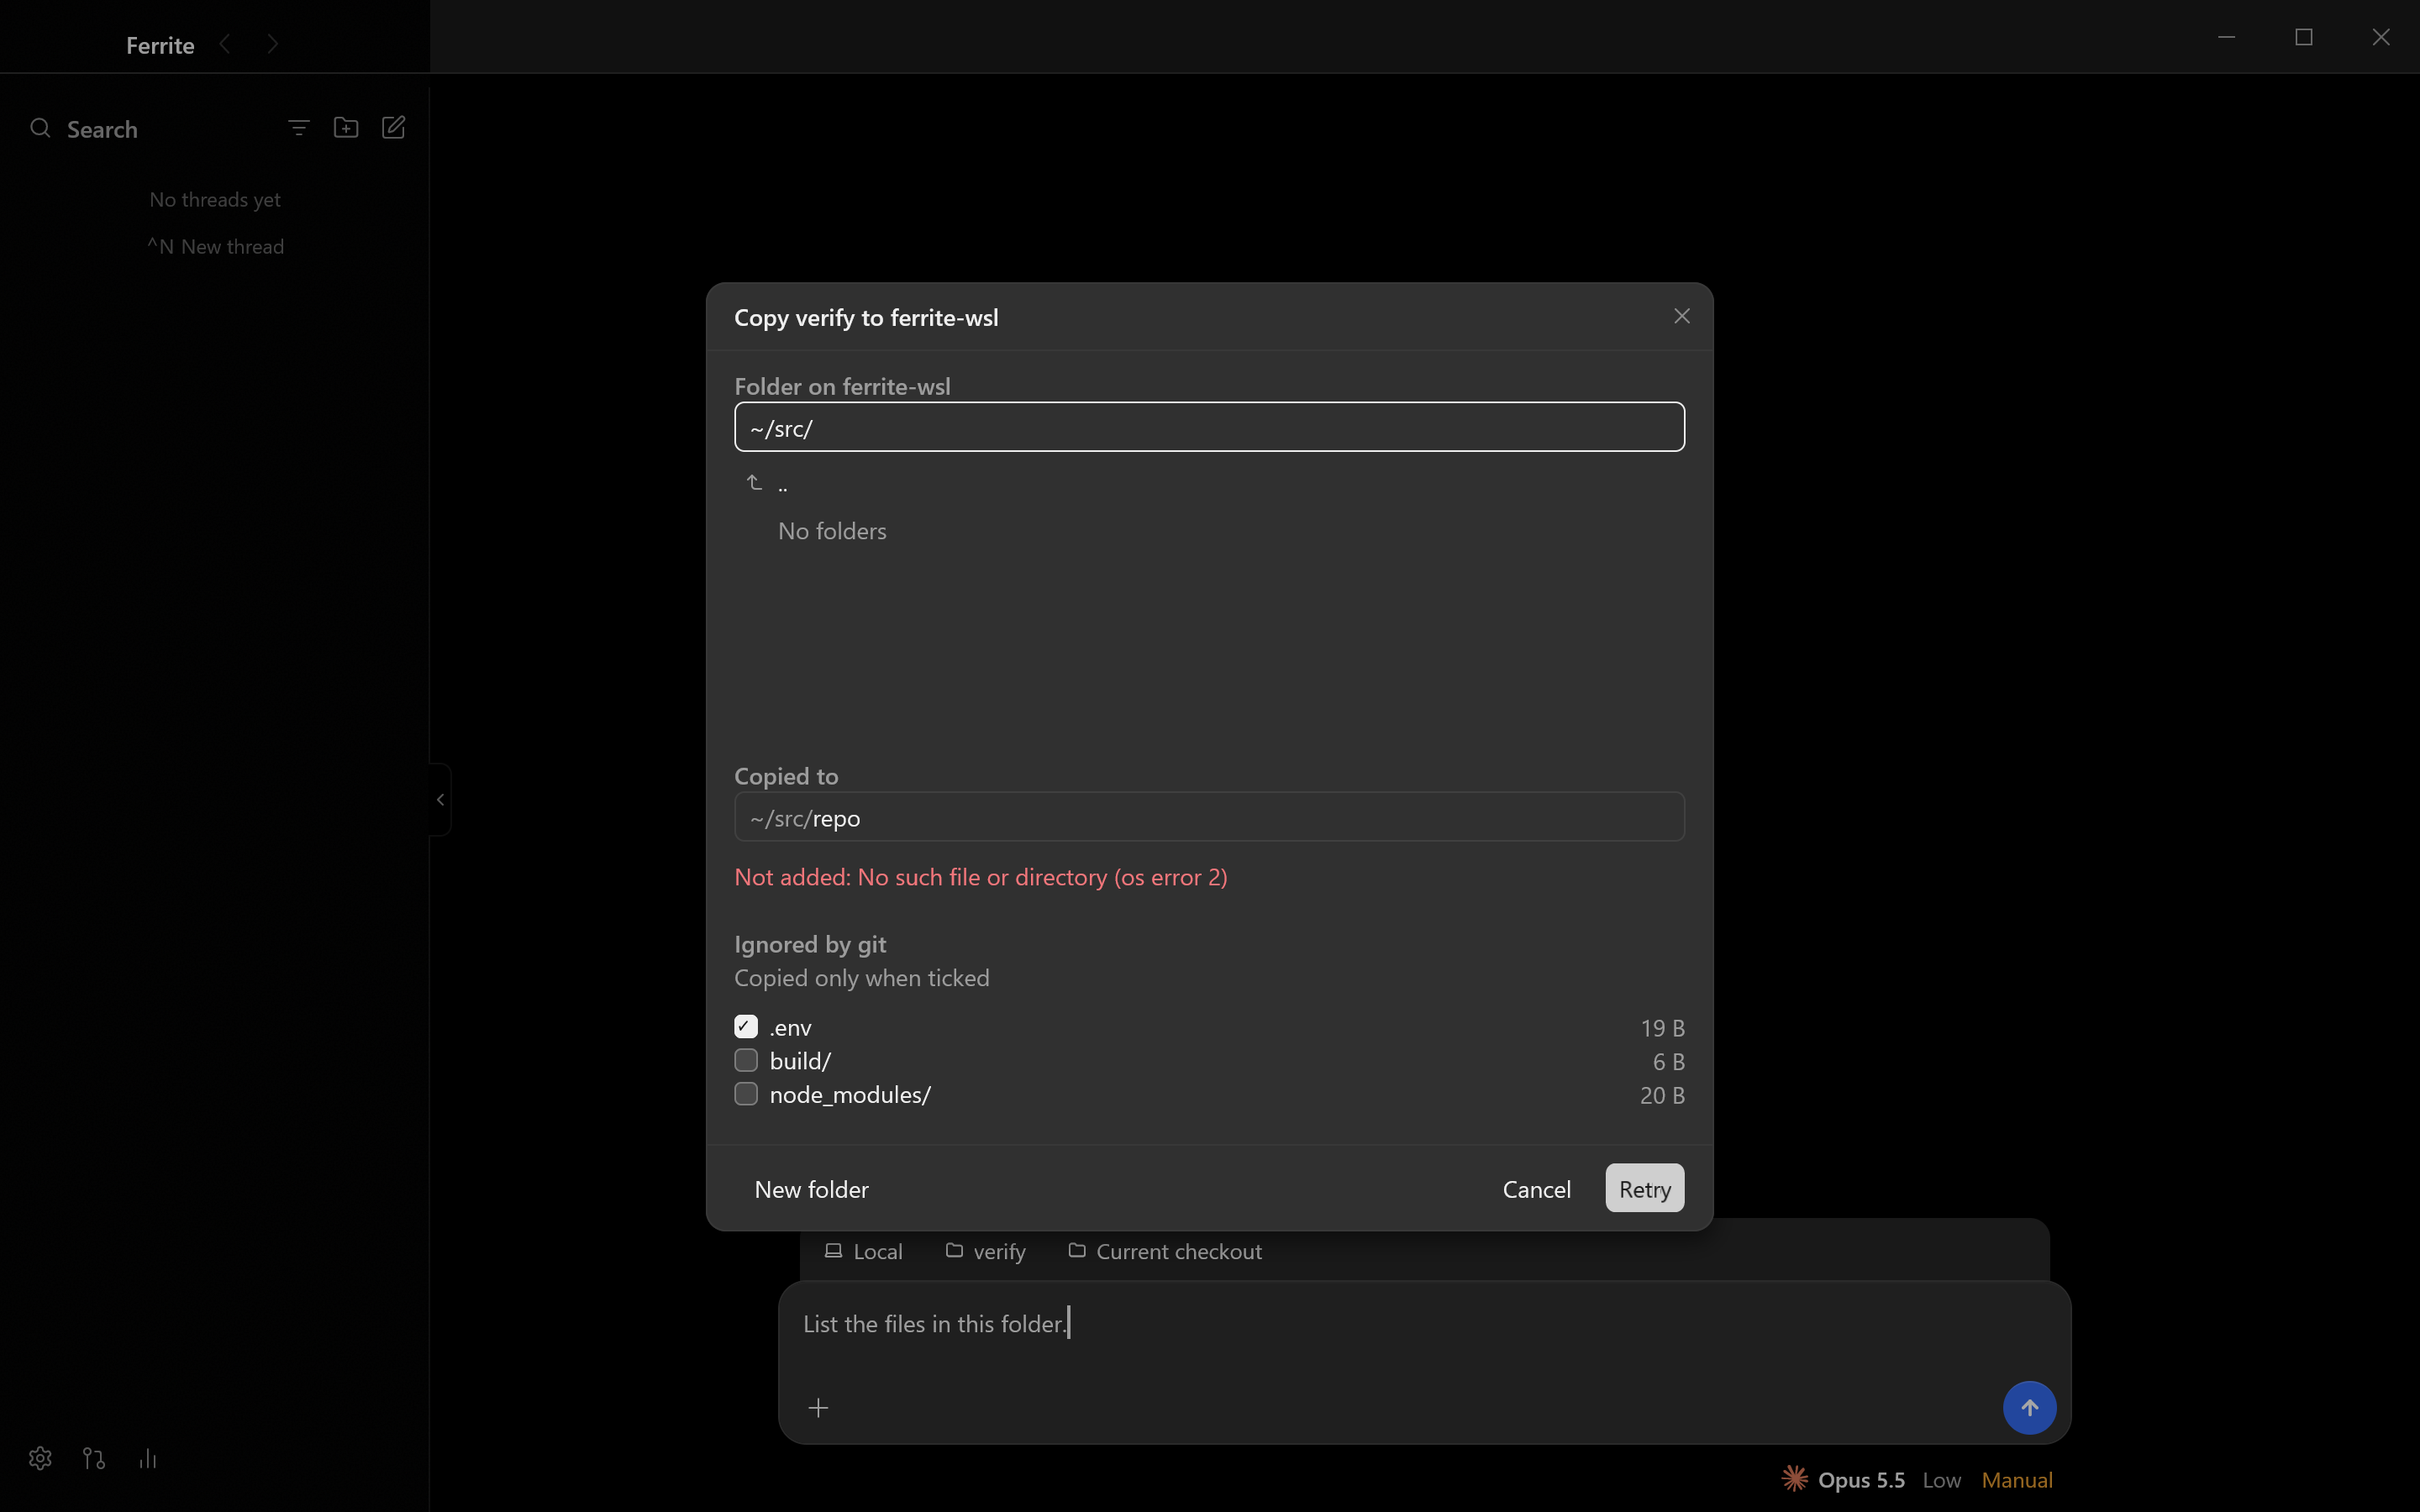 Ferrite
Search
No threads yet
^N New thread
Copy verify to ferrite-wsl
Folder on ferrite-wsl
~/src/
..
No folders
Copied to
~/src/repo
Not added: No such file or directory (os error 2)
Ignored by git
Copied only when ticked
.env 19 B
build/ 6 B
node_modules/ 20 B
New folder Cancel Retry
Local verify Current checkout
List the files in this folder.
Opus 5.5 Low Manual